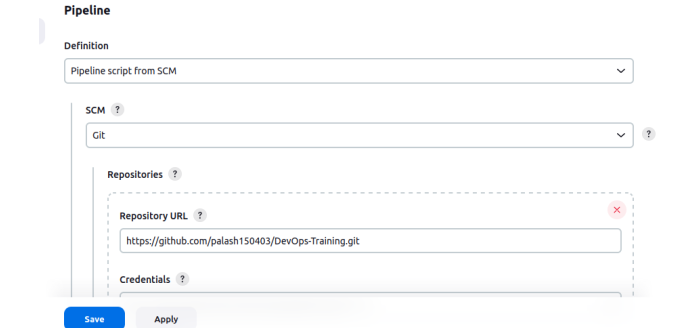 Pipeline
Definition
Pipeline script from SCM
SCM ?
Git
?
Repositories ?
Repository URL ?
https://github.com/palash150403/DevOps-Training.git
Credentials ?
Save Apply